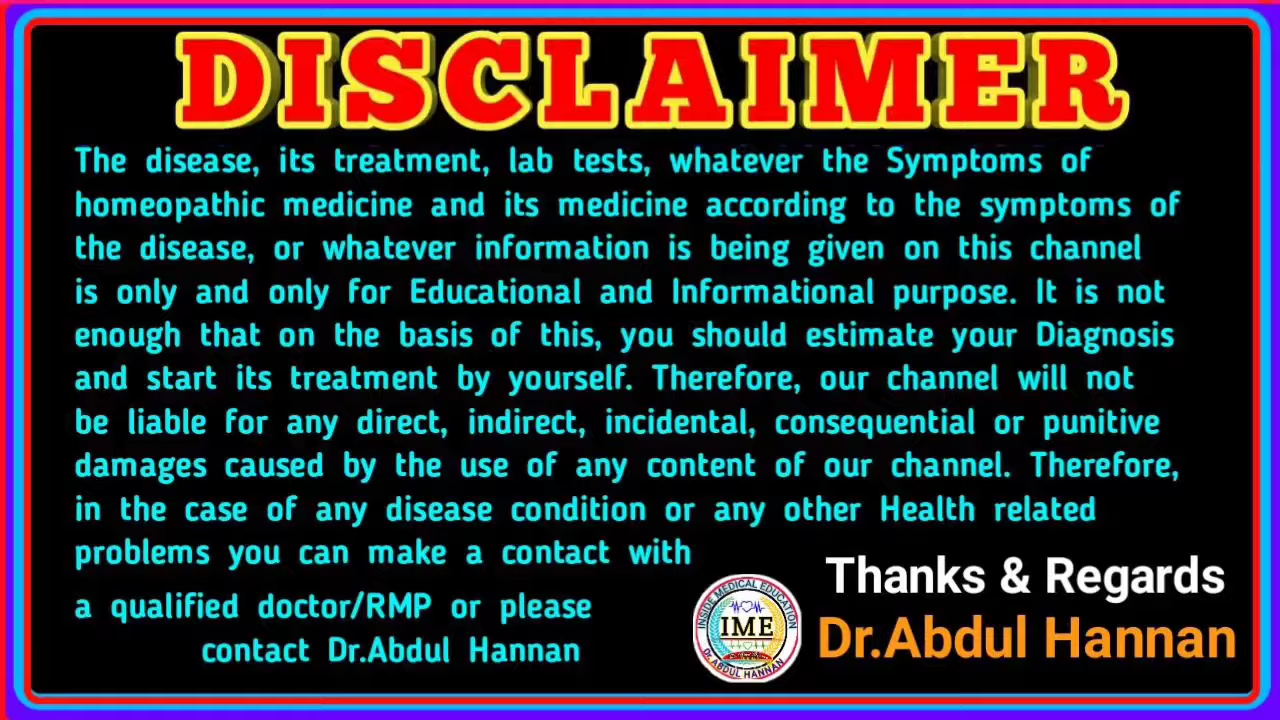 DISCLAIMER
The disease, its treatment, lab tests, whatever the Symptoms of
homeopathic medicine and its medicine according to the symptoms of
the disease, or whatever information is being given on this channel
is only and only for Educational and Informational purpose. It is not
enough that on the basis of this, you should estimate your Diagnosis
and start its treatment by yourself. Therefore, our channel will not
be liable for any direct, indirect, incidental, consequential or punitive
damages caused by the use of any content of our channel. Therefore,
in the case of any disease condition or any other Health related
problems you can make a contact with
a qualified doctor/RMP or please
contact Dr.Abdul Hannan
INSIDE MEDICAL EDUCATION
IME
Dr. ABDUL HANNAN
Thanks & Regards
Dr.Abdul Hannan